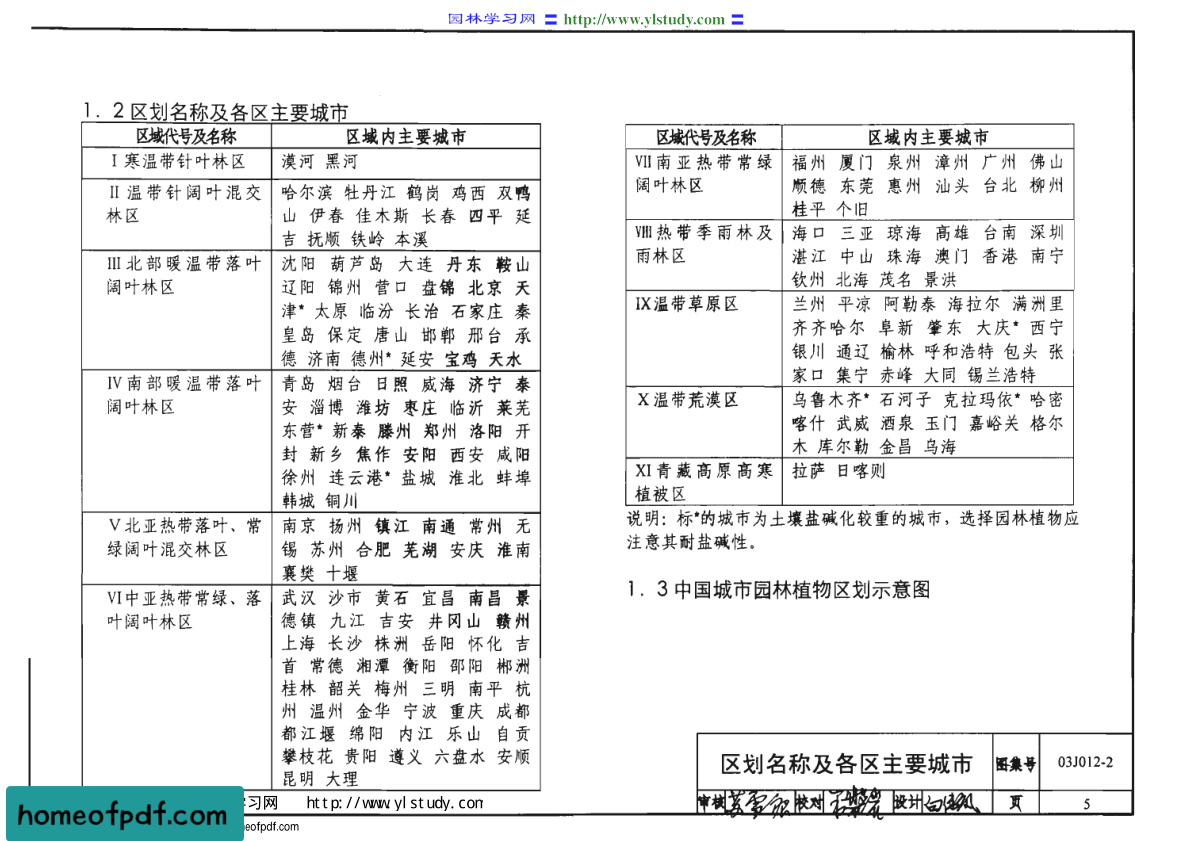 园林学习网 〓 http://www.ylstudy.com 〓
1．2区划名称及各区主要城市
区域代号及名称 区域内主要城市
Ⅰ寒温带针叶林区 漠河 黑河
Ⅱ温带针阔叶混交 哈尔滨 牡丹江 鹤岗 鸡西 双鸭
林区 山 伊春 佳木斯 长春 四平 延
吉 抚顺 铁岭 本溪
Ⅲ北部暖温带落叶 沈阳 葫芦岛 大连 丹东 鞍山
阔叶林区 辽阳 锦州 营口 盘锦 北京 天
津* 太原 临汾 长治 石家庄 秦
皇岛 保定 唐山 邯郸 邢台 承
德 济南 德州* 延安 宝鸡 天水
Ⅳ南部暖温带落叶 青岛 烟台 日照 威海 济宁 泰
阔叶林区 安 淄博 潍坊 枣庄 临沂 莱芜
东营* 新泰 滕州 郑州 洛阳 开
封 新乡 焦作 安阳 西安 咸阳
徐州 连云港* 盐城 淮北 蚌埠
韩城 铜川
Ⅴ北亚热带落叶、常 南京 扬州 镇江 南通 常州 无
绿阔叶混交林区 锡 苏州 合肥 芜湖 安庆 淮南
襄樊 十堰
Ⅵ中亚热带常绿、落 武汉 沙市 黄石 宜昌 南昌 景
叶阔叶林区 德镇 九江 吉安 井冈山 赣州
上海 长沙 株洲 岳阳 怀化 吉
首 常德 湘潭 衡阳 邵阳 郴洲
桂林 韶关 梅州 三明 南平 杭
州 温州 金华 宁波 重庆 成都
都江堰 绵阳 内江 乐山 自贡
攀枝花 贵阳 遵义 六盘水 安顺
昆明 大理
区域代号及名称 区域内主要城市
Ⅶ南亚热带常绿 福州 厦门 泉州 漳州 广州 佛山
阔叶林区 顺德 东莞 惠州 汕头 台北 柳州
桂平 个旧
Ⅷ热带季雨林及 海口 三亚 琼海 高雄 台南 深圳
雨林区 湛江 中山 珠海 澳门 香港 南宁
钦州 北海 茂名 景洪
Ⅸ温带草原区 兰州 平凉 阿勒泰 海拉尔 满洲里
齐齐哈尔 阜新 肇东 大庆* 西宁
银川 通辽 榆林 呼和浩特 包头 张
家口 集宁 赤峰 大同 锡兰浩特
Ⅹ温带荒漠区 乌鲁木齐* 石河子 克拉玛依* 哈密
喀什 武威 酒泉 玉门 嘉峪关 格尔
木 库尔勒 金昌 乌海
Ⅺ青藏高原高寒 拉萨 日喀则
植被区
说明：标*的城市为土壤盐碱化较重的城市，选择园林植物应
注意其耐盐碱性。
1．3中国城市园林植物区划示意图
区划名称及各区主要城市 图集号 03J012-2
审核 校对 设计 页 5
学习网 http://www.ylstudy.com
homeofpdf.com
eofpdf.com